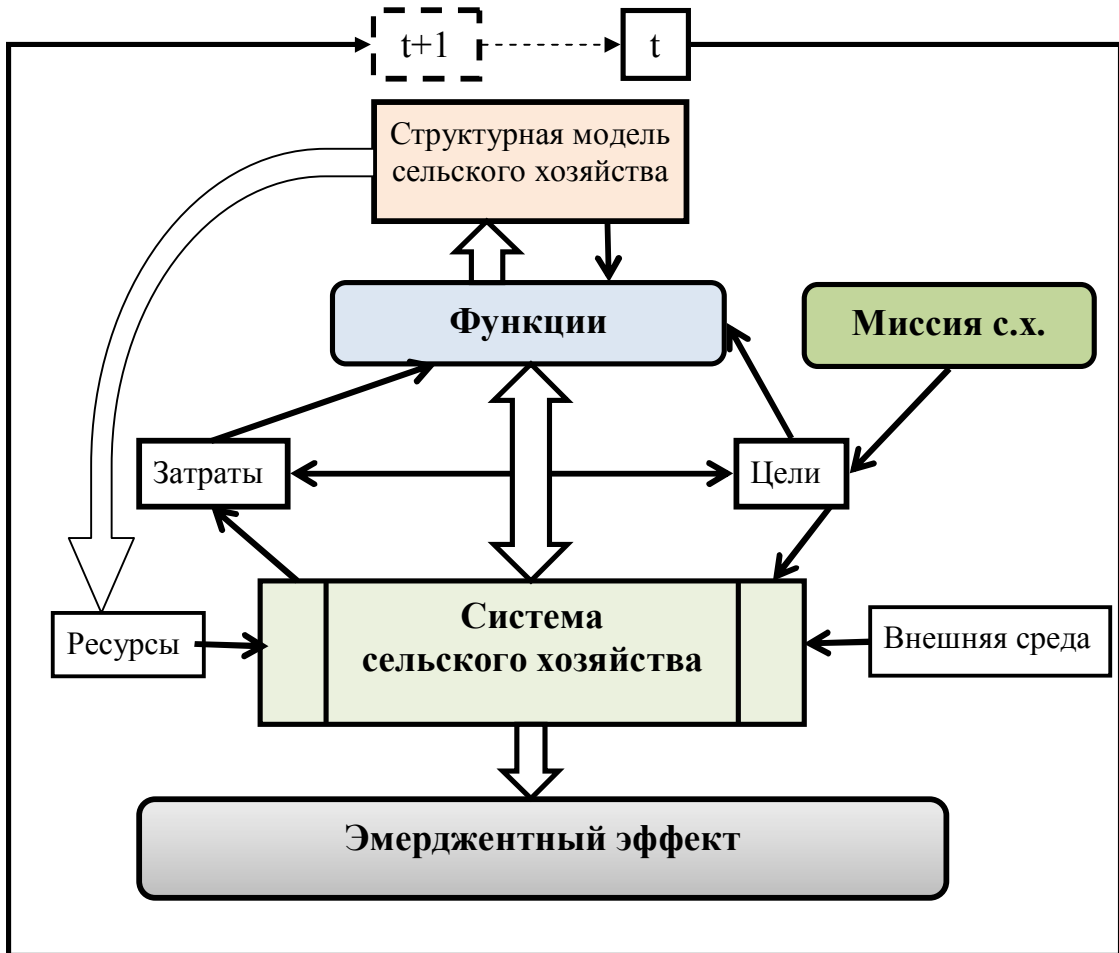 t+1
t
Структурная модель
сельского хозяйства
Функции
Миссия с.х.
Затраты
Цели
Система
сельского хозяйства
Ресурсы
Внешняя среда
Эмерджентный эффект